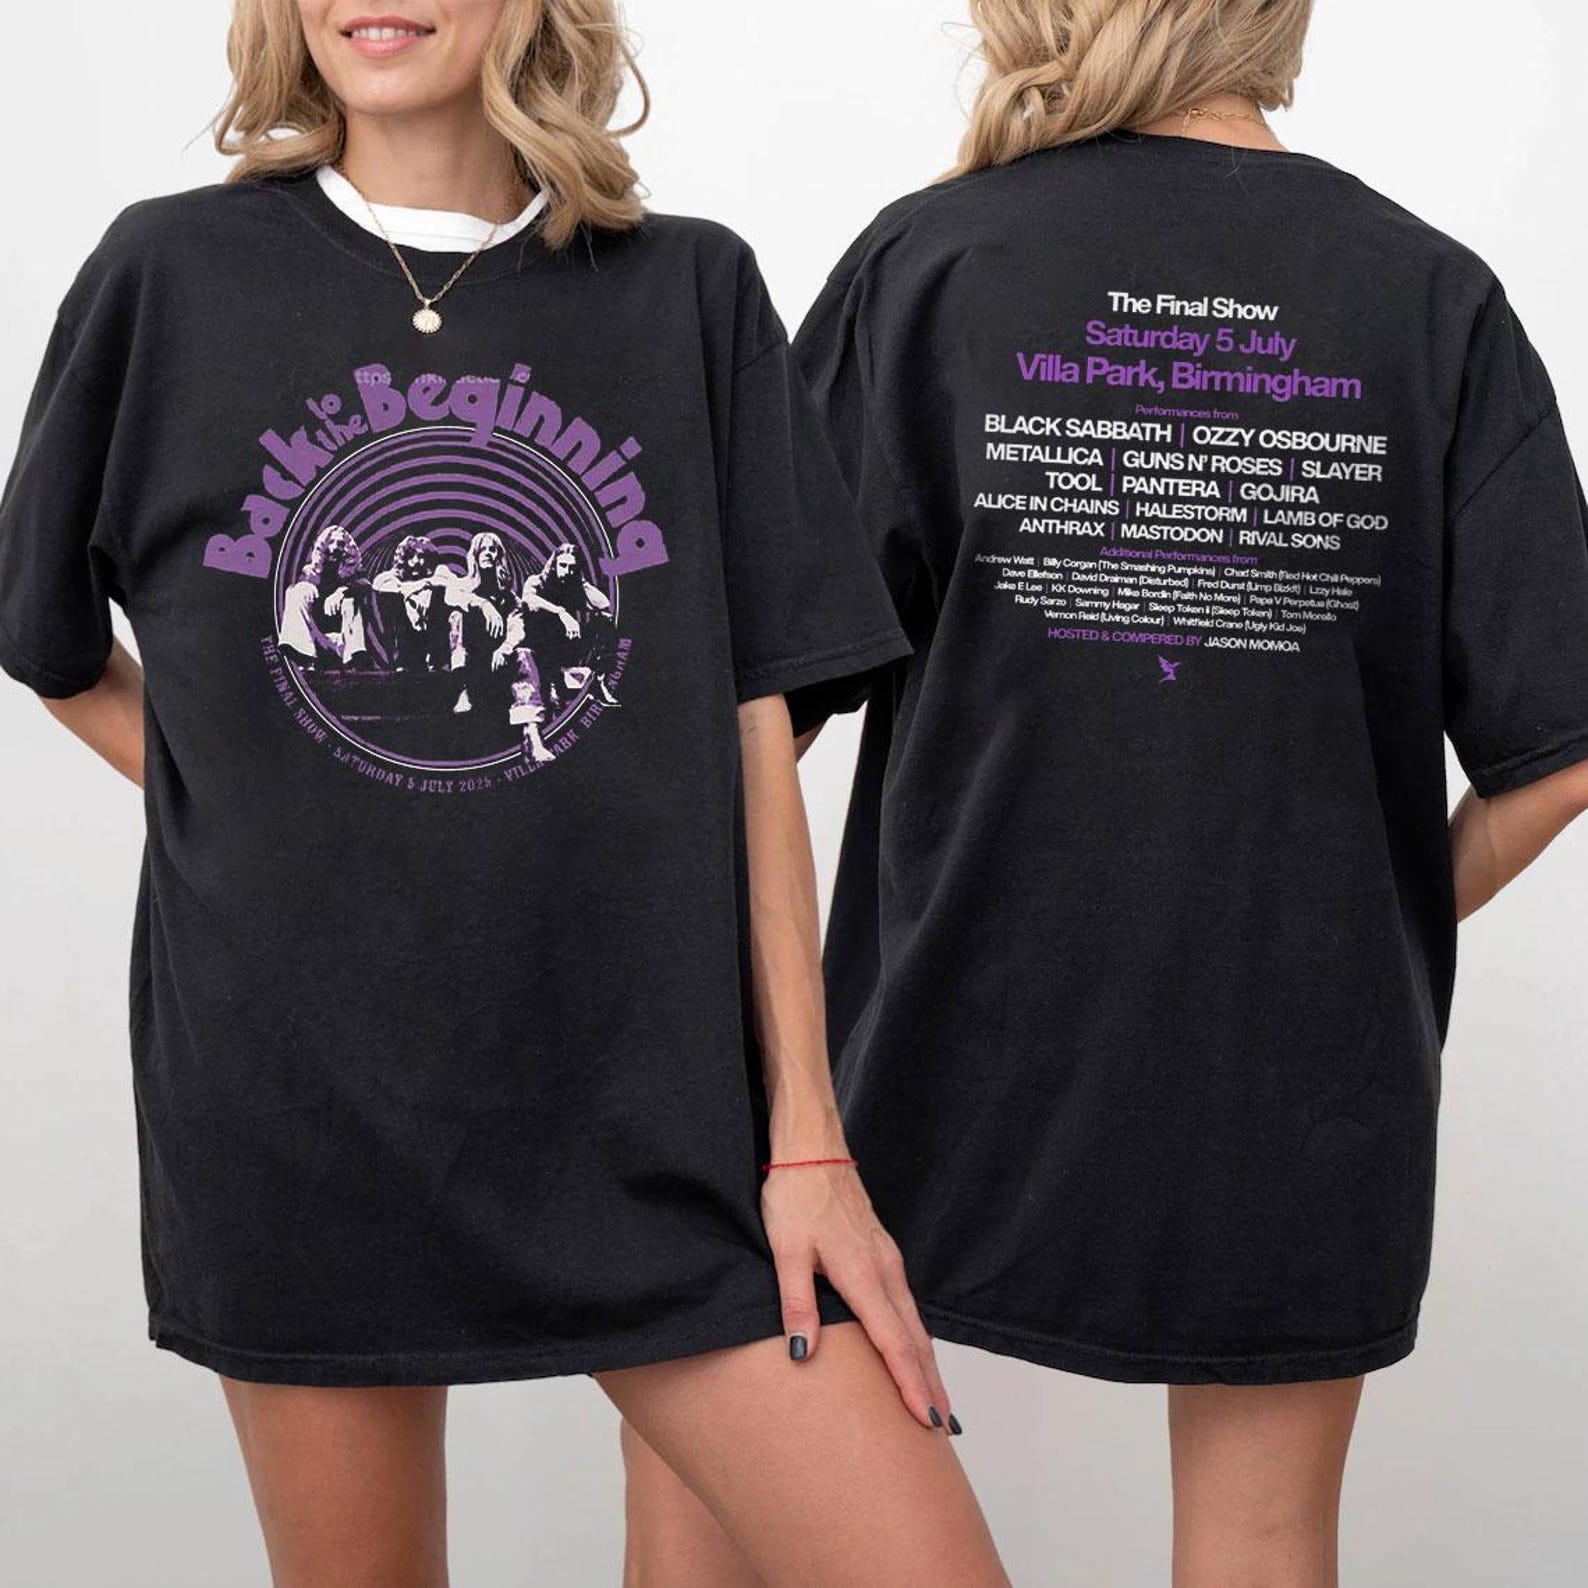 Back to the Beginning
THE FINAL SHOW · SATURDAY 5 JULY 2025 · VILLA PARK BIRMINGHAM
The Final Show
Saturday 5 July
Villa Park, Birmingham
Performances from
BLACK SABBATH | OZZY OSBOURNE
METALLICA | GUNS N' ROSES | SLAYER
TOOL | PANTERA | GOJIRA
ALICE IN CHAINS | HALESTORM | LAMB OF GOD
ANTHRAX | MASTODON | RIVAL SONS
Additional Performances from
Andrew Watt | Billy Corgan (The Smashing Pumpkins) | Chad Smith (Red Hot Chili Peppers)
Dave Ellefson | David Draiman (Disturbed) | Fred Durst (Limp Bizkit) | Lzzy Hale
Jake E Lee | KK Downing | Mike Bordin (Faith No More) | Papa V Perpetua (Ghost)
Rudy Sarzo | Sammy Hagar | Sleep Token ii (Sleep Token) | Tom Morello
Vernon Reid (Living Colour) | Whitfield Crane (Ugly Kid Joe)
HOSTED & COMPERED BY JASON MOMOA